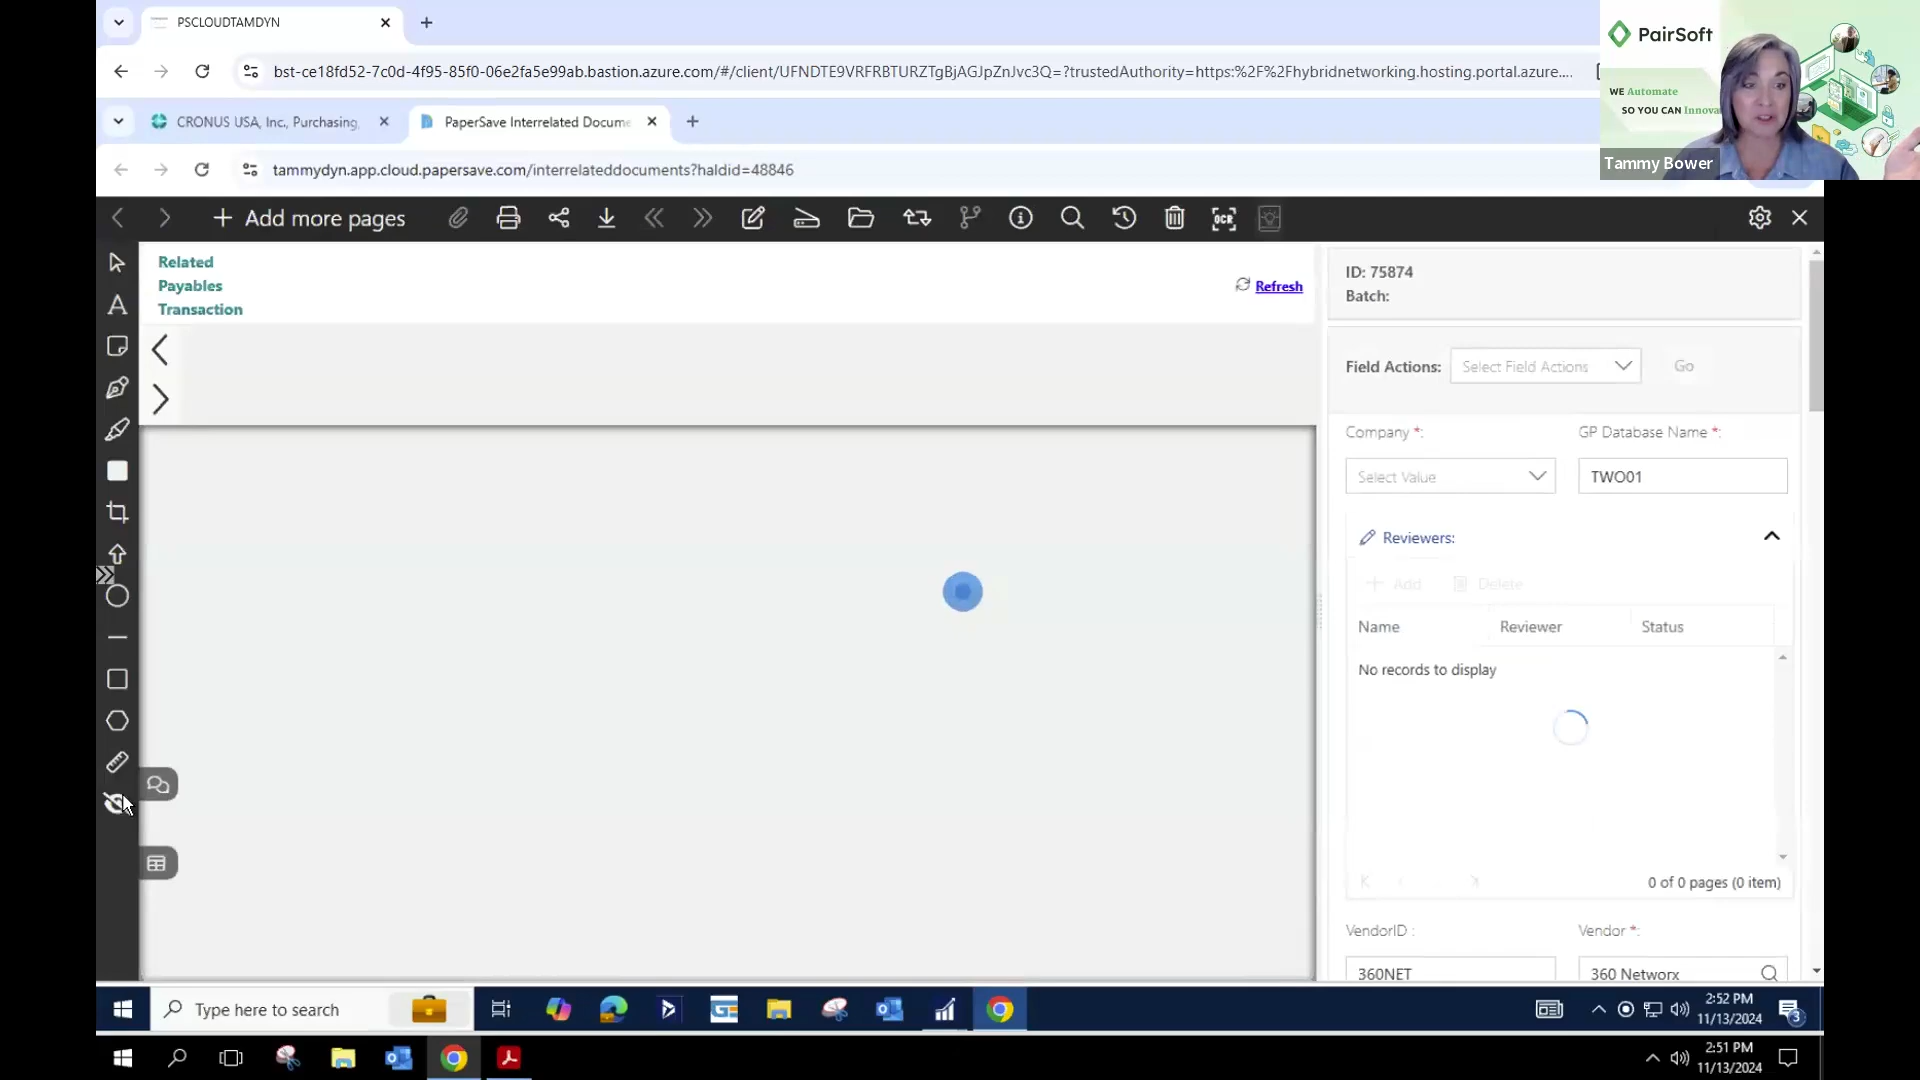 PSCLOUDTAMDYN
bst-ce18fd52-7c0d-4f95-85f0-06e2fa5e99ab.bastion.azure.com/#/client/UFNDTE9VRFRBTURZTgBjAGJpZnJvc3Q=?trustedAuthority=https:%2F%2Fhybridnetworking.hosting.portal.azure....
PairSoft
WE Automate
SO YOU CAN Innova
Tammy Bower
CRONUS USA, Inc., Purchasing,
PaperSave Interrelated Docume
tammydyn.app.cloud.papersave.com/interrelateddocuments?haldid=48846
Add more pages
OCR
Related
Payables
Transaction
Refresh
ID: 75874
Batch:
Field Actions:
Select Field Actions
Go
Company *:
GP Database Name *:
Select Value
TWO01
Reviewers:
Add
Delete
Name
Reviewer
Status
No records to display
0 of 0 pages (0 item)
VendorID :
Vendor *:
360NET
360 Networx
Type here to search
2:52 PM
11/13/2024
3
2:51 PM
11/13/2024